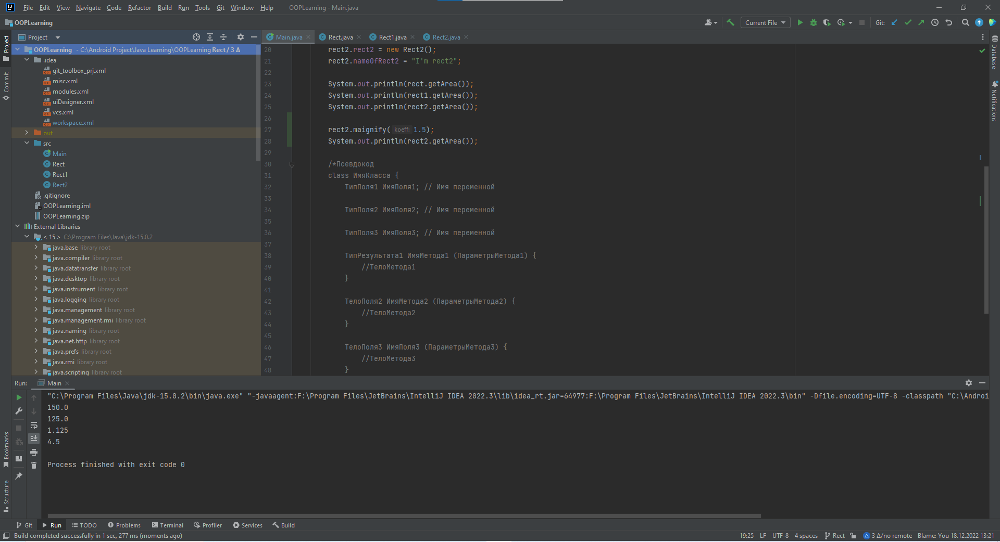 File Edit View Navigate Code Refactor Build Run Tools Git Window Help OOPLearning - Main.java
OOPLearning
Current File
Git:
Project
Main.java Rect.java Rect1.java Rect2.java
OOPLearning - C:\Android Project\Java Learning\OOPLearning Rect / 3 Δ
.idea
git_toolbox_prj.xml
misc.xml
modules.xml
uiDesigner.xml
vcs.xml
workspace.xml
out
src
Main
Rect
Rect1
Rect2
.gitignore
OOPLearning.iml
OOPLearning.zip
External Libraries
< 15 > C:\Program Files\Java\jdk-15.0.2
java.base library root
java.compiler library root
java.datatransfer library root
java.desktop library root
java.instrument library root
java.logging library root
java.management library root
java.management.rmi library root
java.naming library root
java.net.http library root
java.prefs library root
java.rmi library root
java.scripting library root
20 rect2.rect2 = new Rect2();
21 rect2.nameOfRect2 = "I'm rect2";
22
23 System.out.println(rect.getArea());
24 System.out.println(rect1.getArea());
25 System.out.println(rect2.getArea());
26
27 rect2.maignify( koeff: 1.5);
28 System.out.println(rect2.getArea());
29
30 /*Псевдокод
31 class ИмяКласса {
32 ТипПоля1 ИмяПоля1; // Имя переменной
33
34 ТипПоля2 ИмяПоля2; // Имя переменной
35
36 ТипПоля3 ИмяПоля3; // Имя переменной
37
38 ТипРезультата1 ИмяМетода1 (ПараметрыМетода1) {
39 //ТелоМетода1
40 }
41
42 ТелоПоля2 ИмяМетода2 (ПараметрыМетода2) {
43 //ТелоМетода2
44 }
45
46 ТелоПоля3 ИмяПоля3 (ПараметрыМетода3) {
47 //ТелоМетода3
48 }
Project
Commit
Bookmarks
Structure
Database
Notifications
Run: Main
"C:\Program Files\Java\jdk-15.0.2\bin\java.exe" "-javaagent:F:\Program Files\JetBrains\IntelliJ IDEA 2022.3\lib\idea_rt.jar=64977:F:\Program Files\JetBrains\IntelliJ IDEA 2022.3\bin" -Dfile.encoding=UTF-8 -classpath "C:\Androi
150.0
125.0
1.125
4.5
Process finished with exit code 0
Git Run TODO Problems Terminal Profiler Services Build
Build completed successfully in 1 sec, 277 ms (moments ago)
19:25 LF UTF-8 4 spaces Rect 3 Δ/no remote Blame: You 18.12.2022 13:21